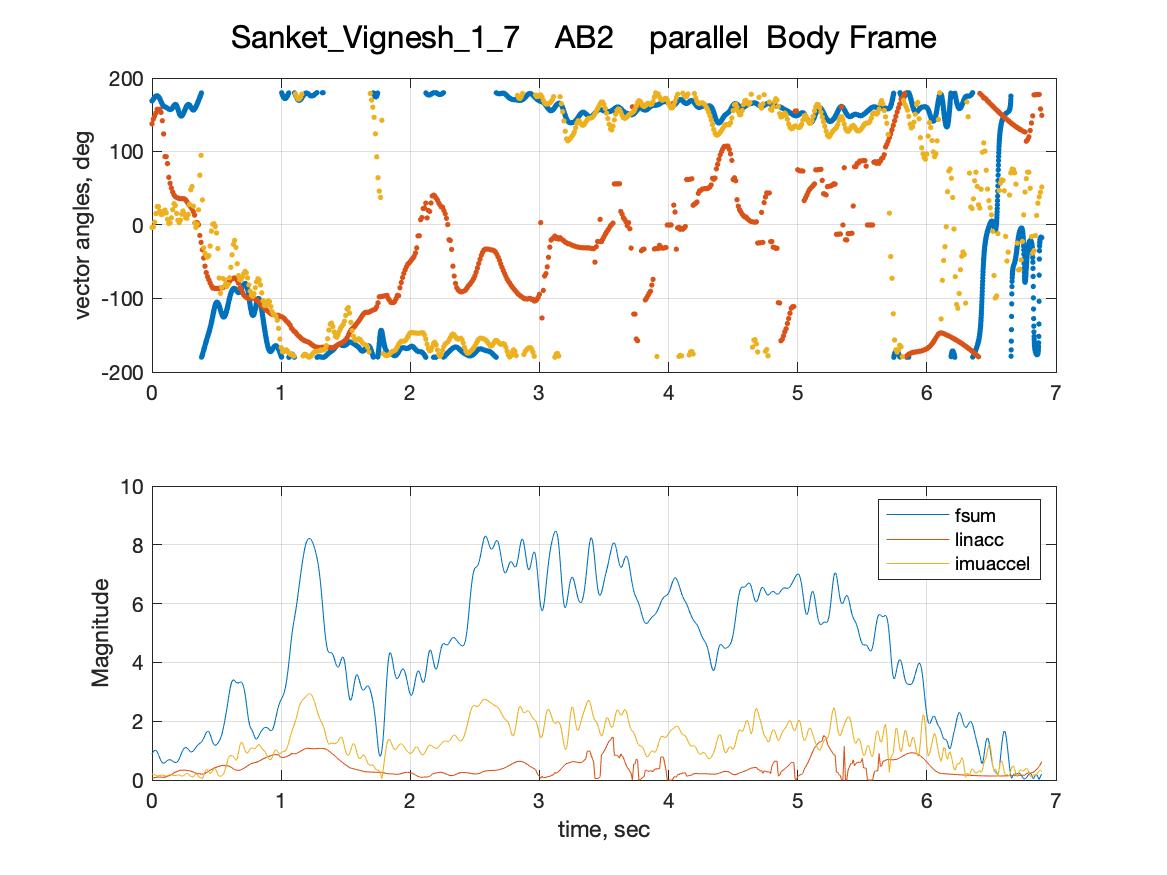 Sanket_Vignesh_1_7 AB2 parallel Body Frame
200
100
0
-100
-200
vector angles, deg
0 1 2 3 4 5 6 7
10
8
6
4
2
0
Magnitude
fsum
linacc
imuaccel
0 1 2 3 4 5 6 7
time, sec